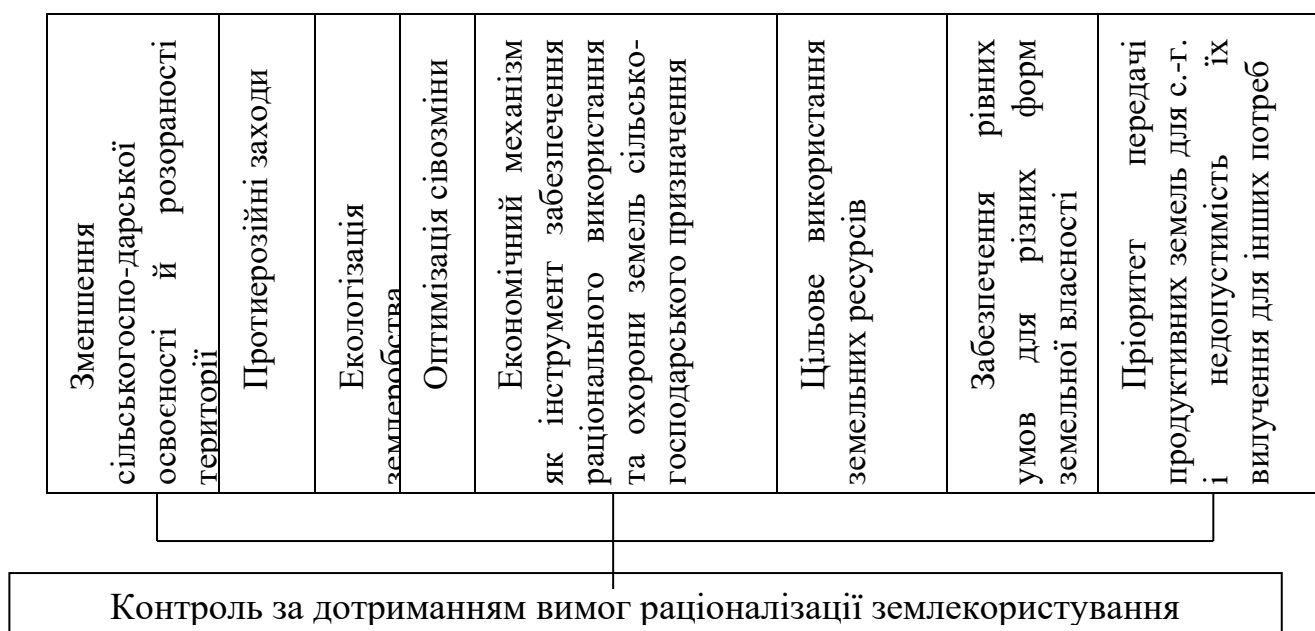 Зменшення
сільськогоспо-дарської
освоєності й розораності
території
Протиерозійні заходи
Екологізація
землеробства
Оптимізація сівозміни
Економічний механізм
як інструмент забезпечення
раціонального використання
та охорони земель сільсько-
господарського призначення
Цільове використання
земельних ресурсів
Забезпечення рівних
умов для різних форм
земельної власності
Пріоритет передачі
продуктивних земель для с.-г.
і недопустимість їх
вилучення для інших потреб
Контроль за дотриманням вимог раціоналізації землекористування